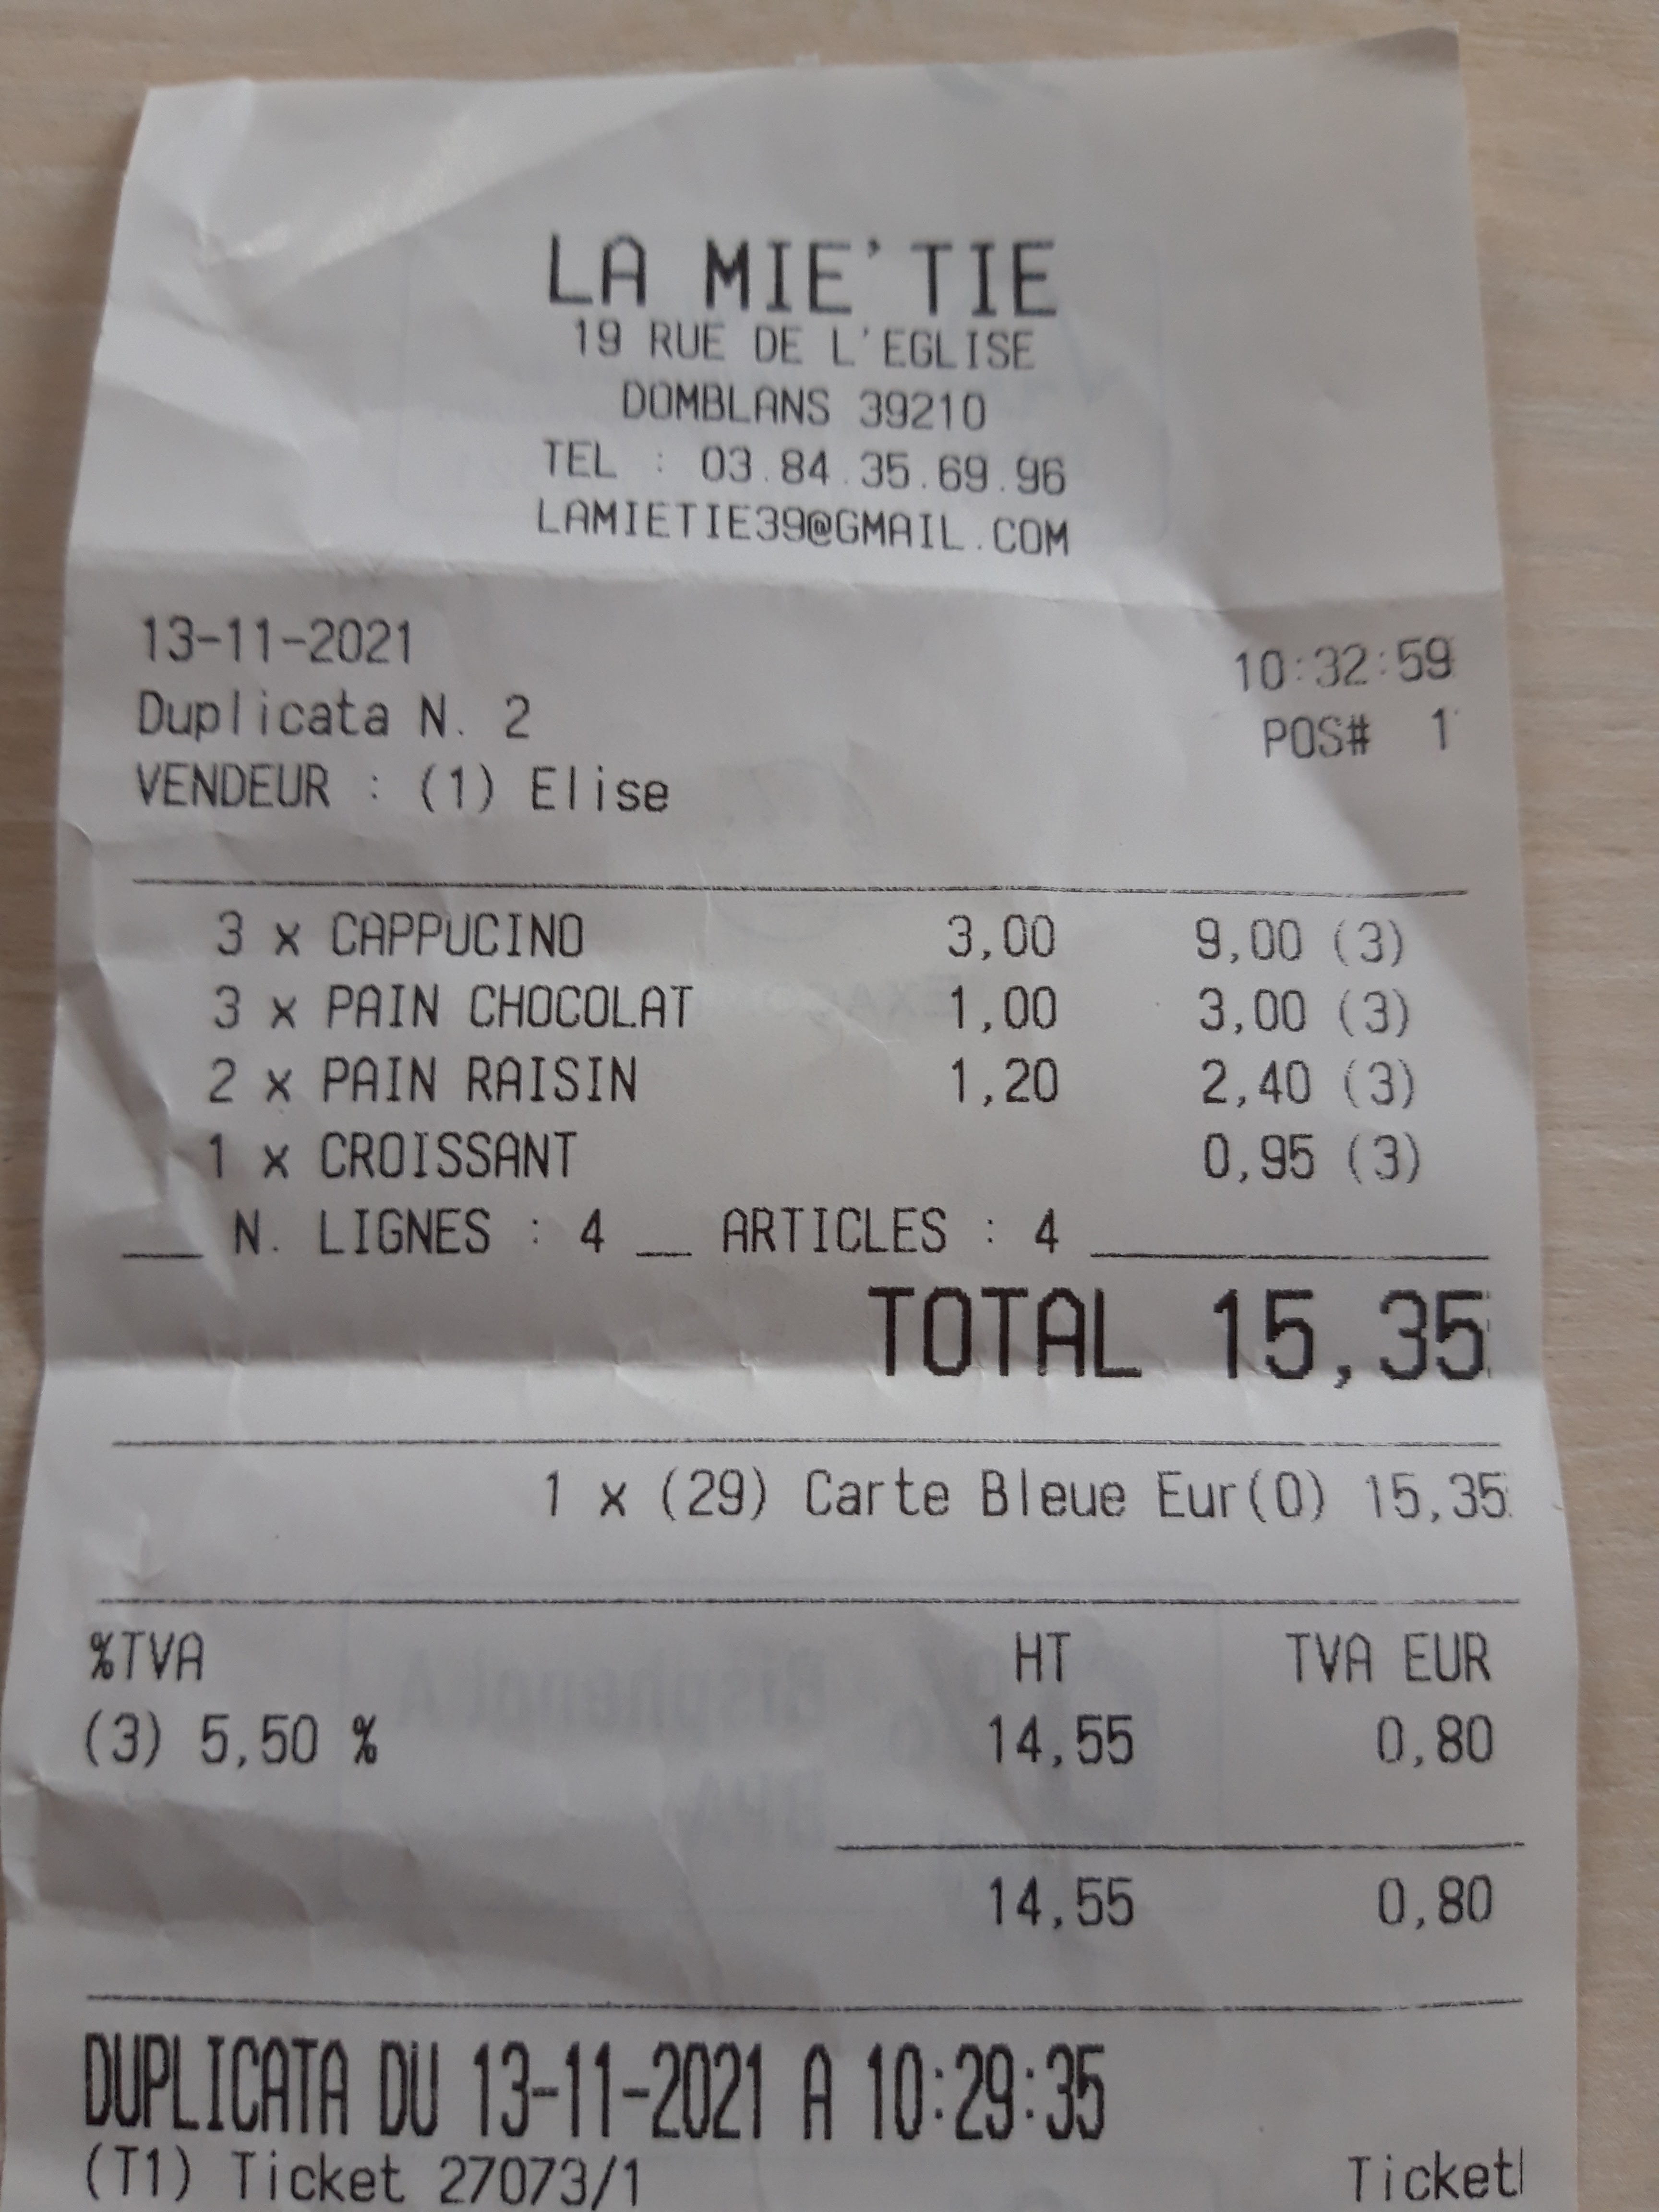 LA MIE'TIE
19 RUE DE L'EGLISE
DOMBLANS 39210
TEL : 03.84.35.69.96
LAMIETIE39@GMAIL.COM
13-11-2021 10:32:59
Duplicata N. 2 POS# 1
VENDEUR : (1) Elise
3 x CAPPUCINO 3,00 9,00 (3)
3 x PAIN CHOCOLAT 1,00 3,00 (3)
2 x PAIN RAISIN 1,20 2,40 (3)
1 x CROISSANT 0,95 (3)
N. LIGNES : 4 __ ARTICLES : 4
TOTAL 15,35
1 x (29) Carte Bleue Eur(0) 15,35
%TVA HT TVA EUR
(3) 5,50 % 14,55 0,80
14,55 0,80
DUPLICATA DU 13-11-2021 A 10:29:35
(T1) Ticket 27073/1 Ticket